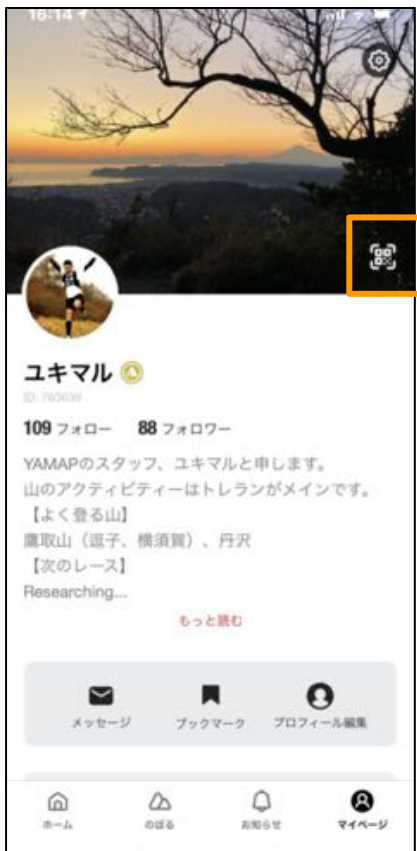 16:14
ユキマル
ID: 763639
109 フォロー 88 フォロワー
YAMAPのスタッフ、ユキマルと申します。
山のアクティビティーはトレランがメインです。
【よく登る山】
鷹取山（逗子、横須賀）、丹沢
【次のレース】
Researching...
もっと読む
メッセージ ブックマーク プロフィール編集
ホーム のぼる お知らせ マイページ